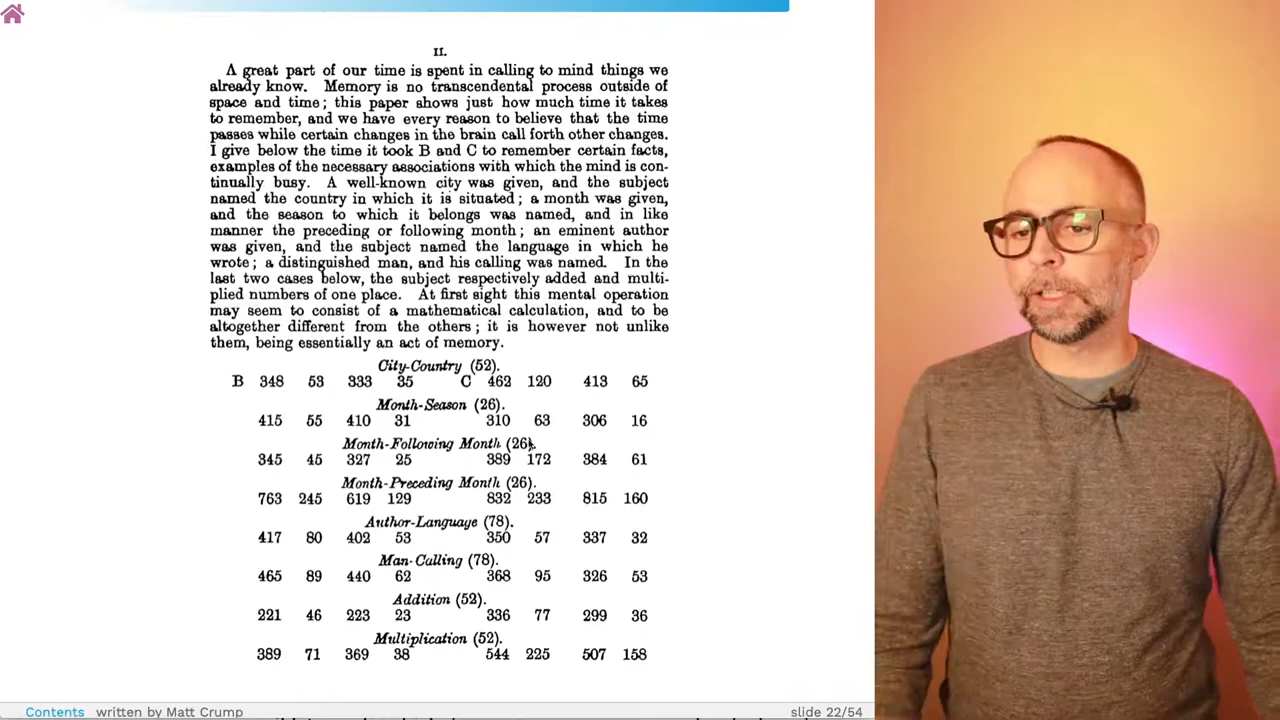 II.
A great part of our time is spent in calling to mind things we
already know. Memory is no transcendental process outside of
space and time; this paper shows just how much time it takes
to remember, and we have every reason to believe that the time
passes while certain changes in the brain call forth other changes.
I give below the time it took B and C to remember certain facts,
examples of the necessary associations with which the mind is con-
tinually busy. A well-known city was given, and the subject
named the country in which it is situated; a month was given,
and the season to which it belongs was named, and in like
manner the preceding or following month; an eminent author
was given, and the subject named the language in which he
wrote; a distinguished man, and his calling was named. In the
last two cases below, the subject respectively added and multi-
plied numbers of one place. At first sight this mental operation
may seem to consist of a mathematical calculation, and to be
altogether different from the others; it is however not unlike
them, being essentially an act of memory.
City-Country (52).
B 348 53 333 35 C 462 120 413 65
Month-Season (26).
415 55 410 31 310 63 306 16
Month-Following Month (26).
345 45 327 25 389 172 384 61
Month-Preceding Month (26).
763 245 619 129 832 233 815 160
Author-Language (78).
417 80 402 53 350 57 337 32
Man-Calling (78).
465 89 440 62 368 95 326 53
Addition (52).
221 46 223 23 336 77 299 36
Multiplication (52).
389 71 369 38 544 225 507 158
Contents written by Matt Crump slide 22/54